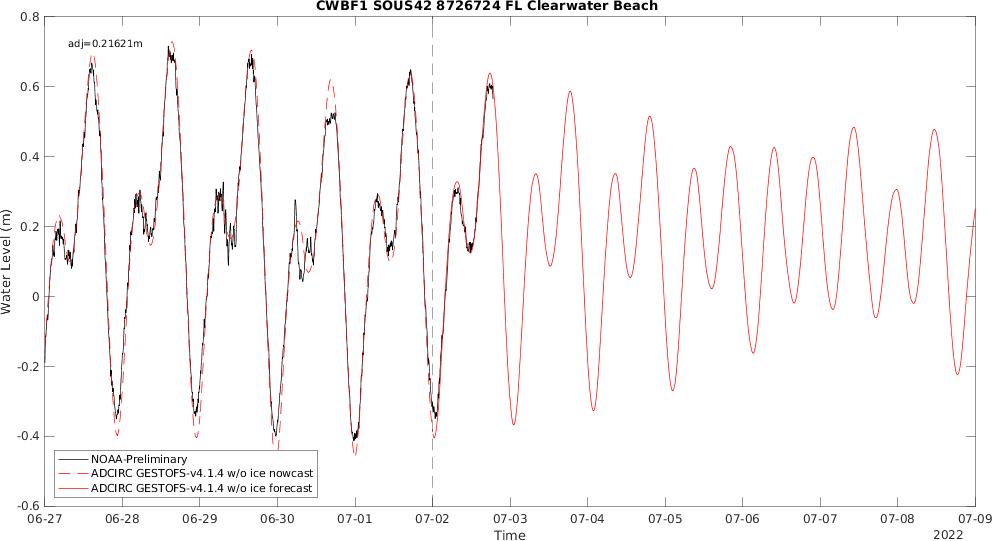 CWBF1 SOUS42 8726724 FL Clearwater Beach
adj=0.21621m
0.8
0.6
0.4
0.2
0
-0.2
-0.4
-0.6
Water Level (m)
NOAA-Preliminary
ADCIRC GESTOFS-v4.1.4 w/o ice nowcast
ADCIRC GESTOFS-v4.1.4 w/o ice forecast
06-27 06-28 06-29 06-30 07-01 07-02 07-03 07-04 07-05 07-06 07-07 07-08 07-09
Time
2022